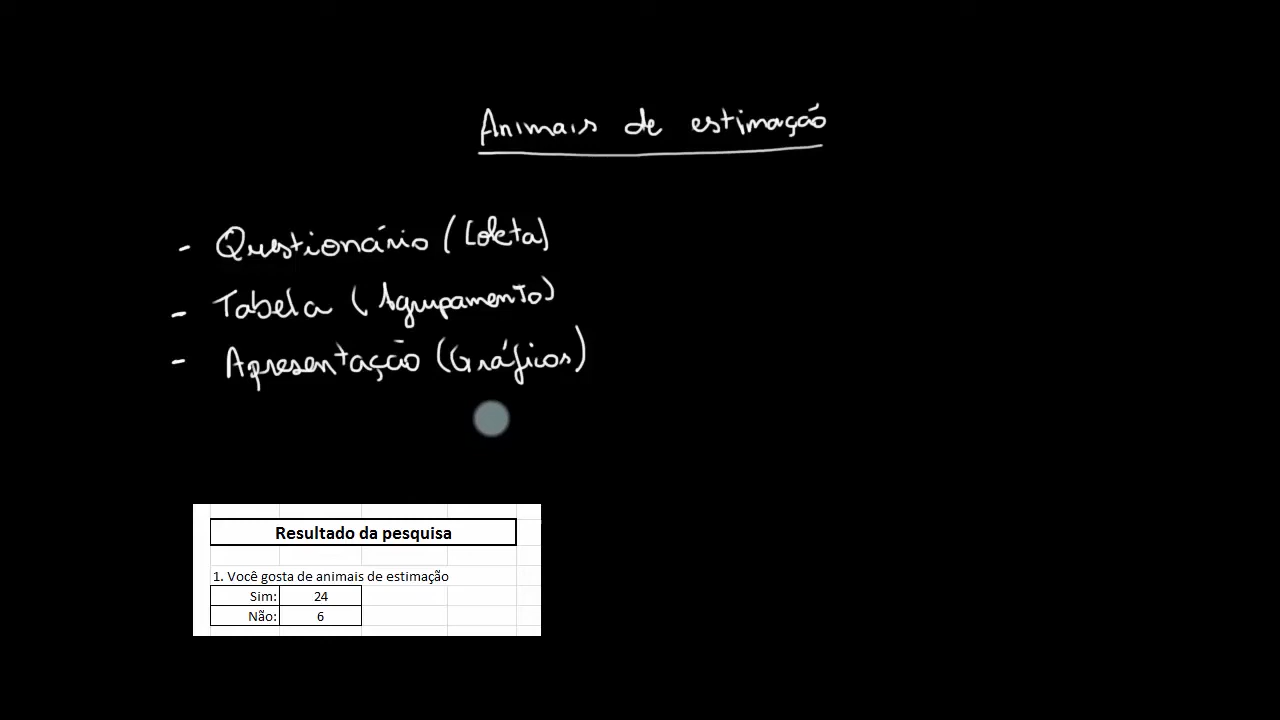 Animais de estimação
- Questionário (Coleta)
- Tabela (Agrupamento)
- Apresentação (Gráficos)
Resultado da pesquisa
1. Você gosta de animais de estimação
Sim: 24
Não: 6